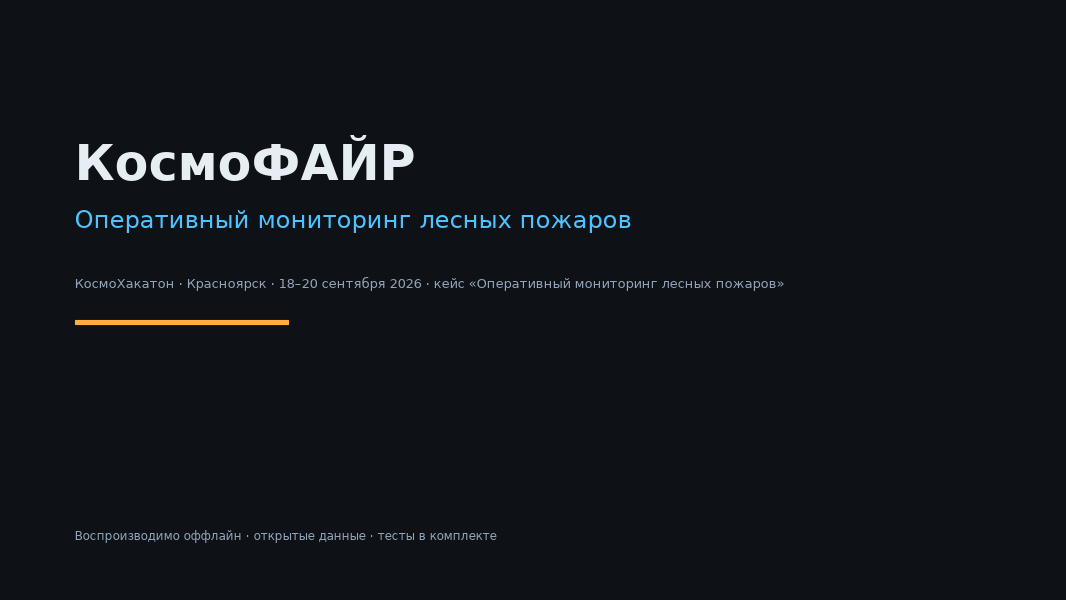 КосмоФАЙР
Оперативный мониторинг лесных пожаров
КосмоХакатон · Красноярск · 18–20 сентября 2026 · кейс «Оперативный мониторинг лесных пожаров»
Воспроизводимо оффлайн · открытые данные · тесты в комплекте